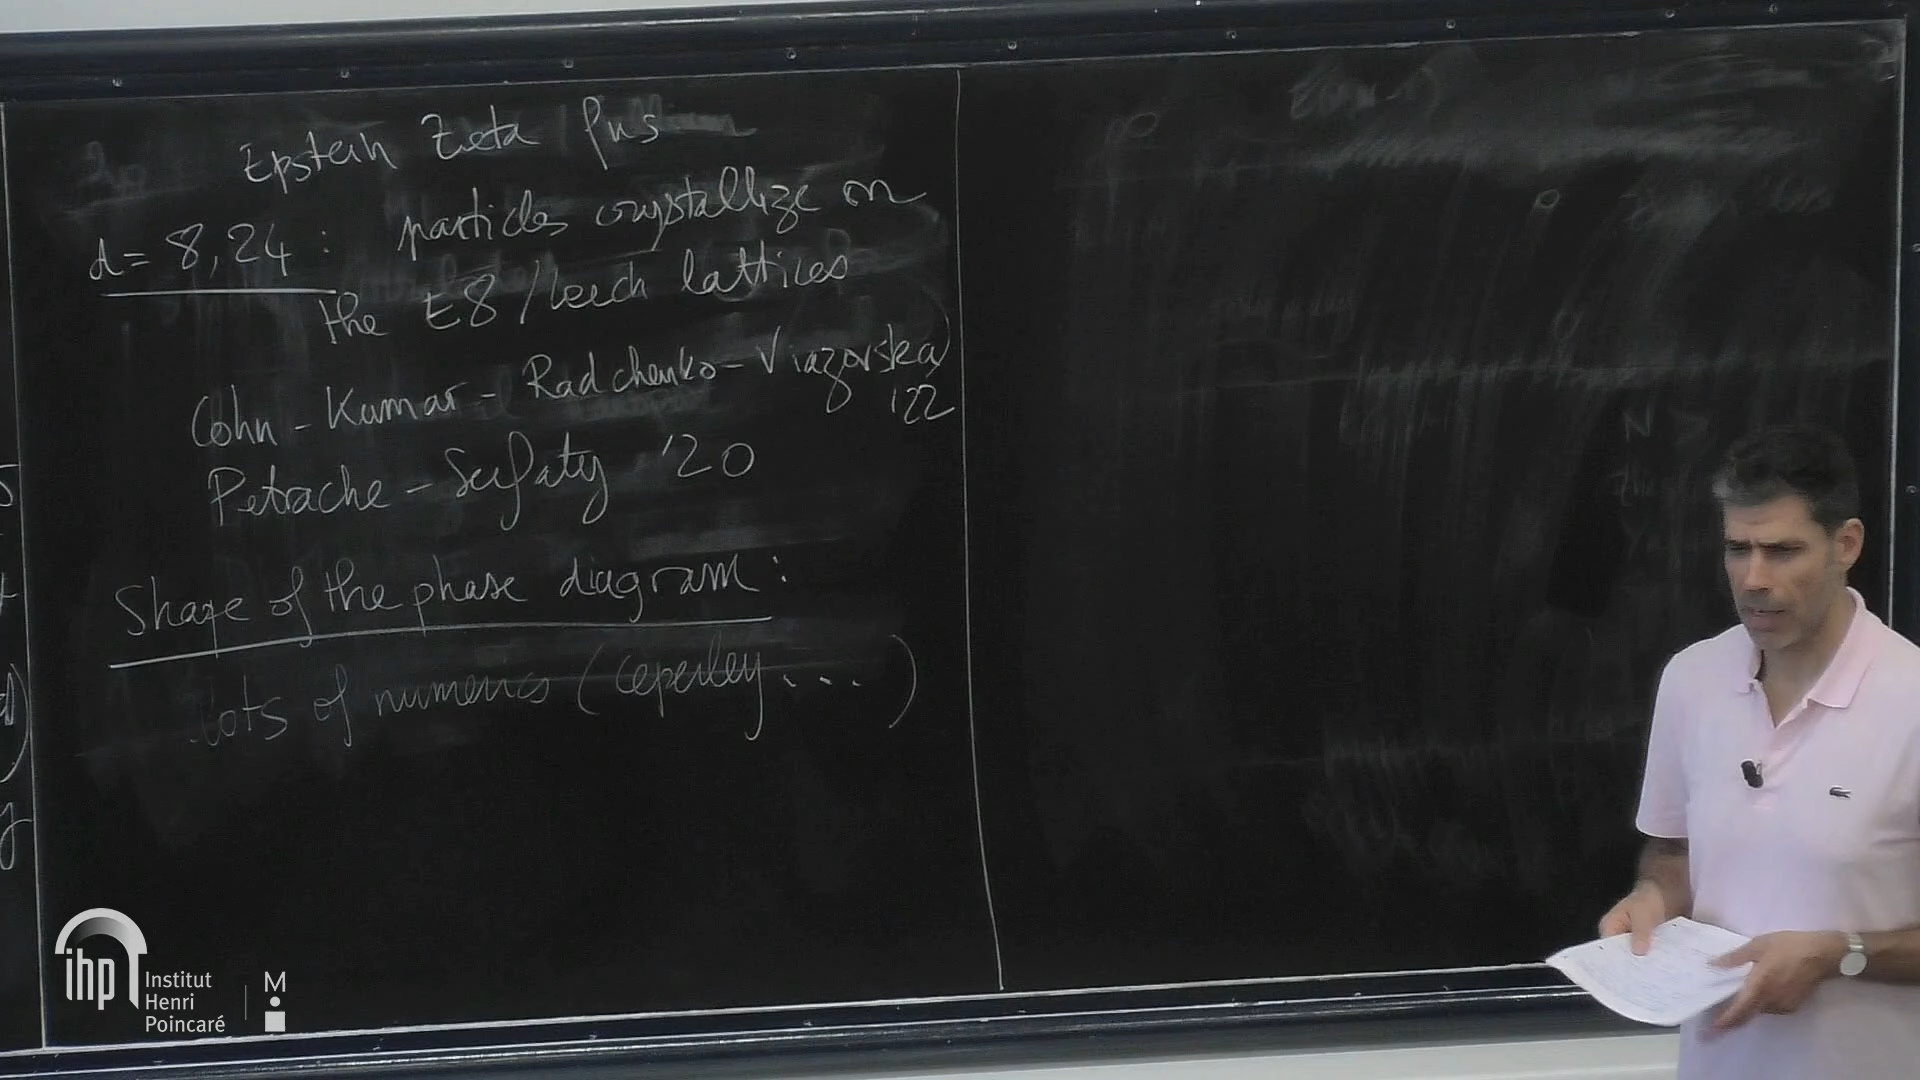 Epstein Zeta fns
d = 8, 24 : particles crystallize on
the E8 / Leech lattices
Cohn - Kumar - Radchenko - Viazovska
'22
Petrache - Serfaty '20
Shape of the phase diagram :
lots of numerics (Ceperley, ...)
ihp
Institut
Henri
Poincaré
M